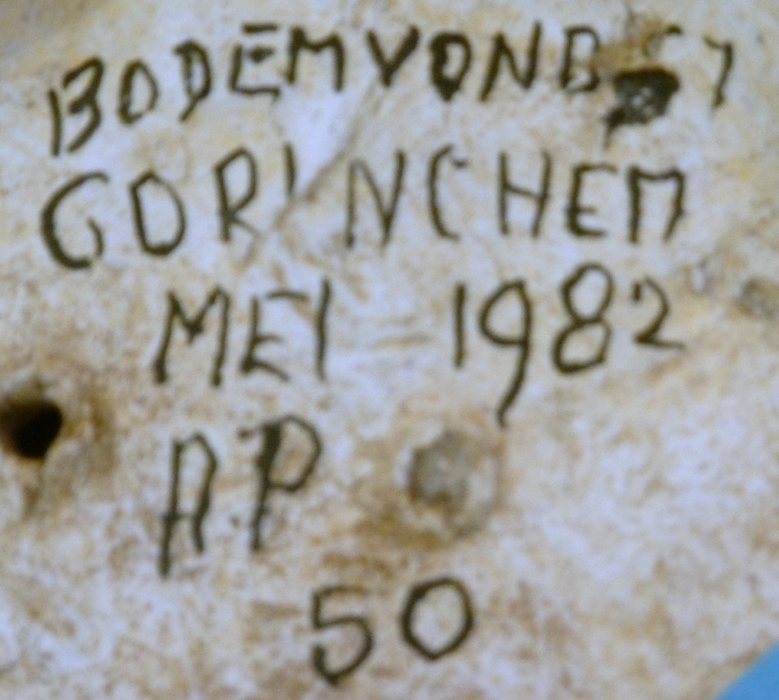 BODEMVONDST
GORINCHEM
MEI 1982
AP
50